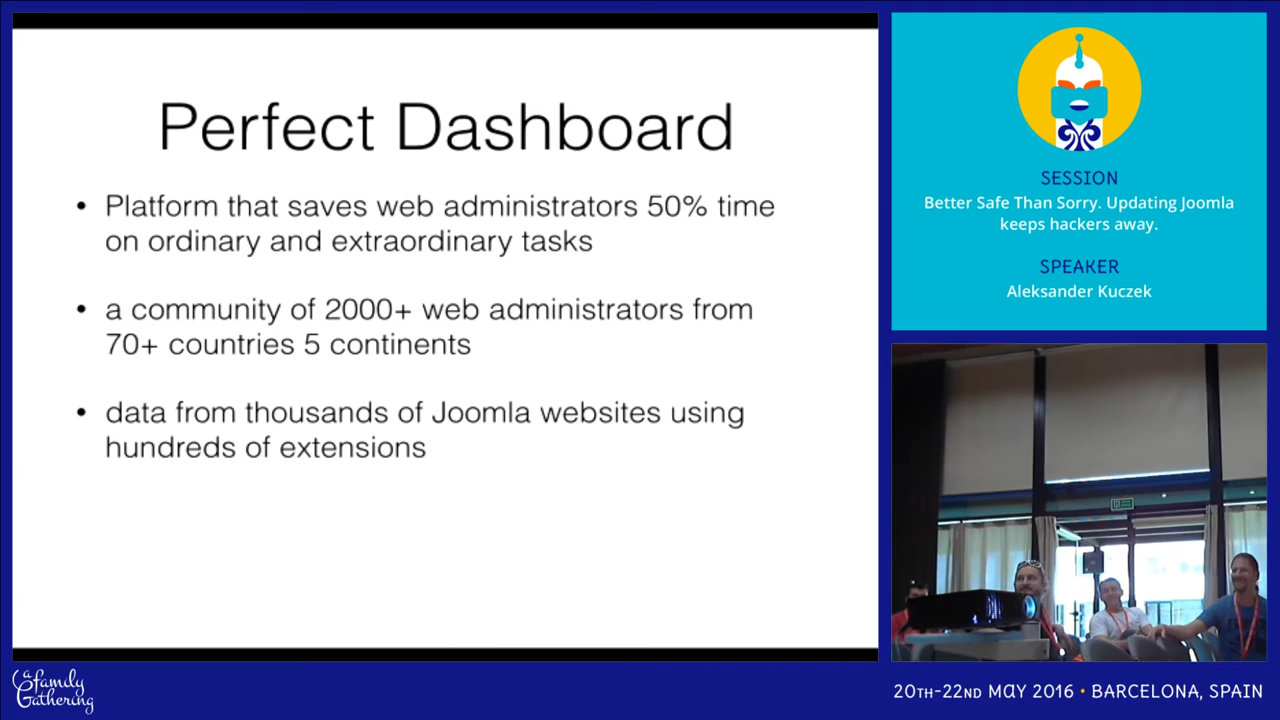 Perfect Dashboard
• Platform that saves web administrators 50% time
on ordinary and extraordinary tasks
• a community of 2000+ web administrators from
70+ countries 5 continents
• data from thousands of Joomla websites using
hundreds of extensions
SESSION
Better Safe Than Sorry. Updating Joomla
keeps hackers away.
SPEAKER
Aleksander Kuczek
a family
Gathering
20TH-22ND MAY 2016 • BARCELONA, SPAIN